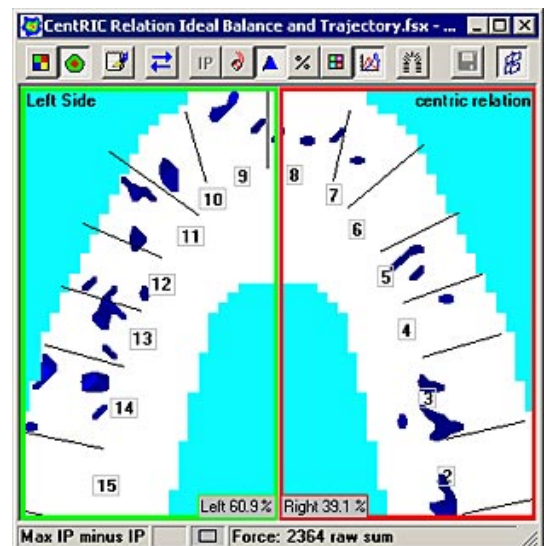 CentRIC Relation Ideal Balance and Trajectory.fsx - ...
IP %
Left Side centric relation
9 8
10 7
11 6
12 5
13 4
14 3
15 2
Left 60.9 % Right 39.1 %
Max IP minus IP Force: 2364 raw sum